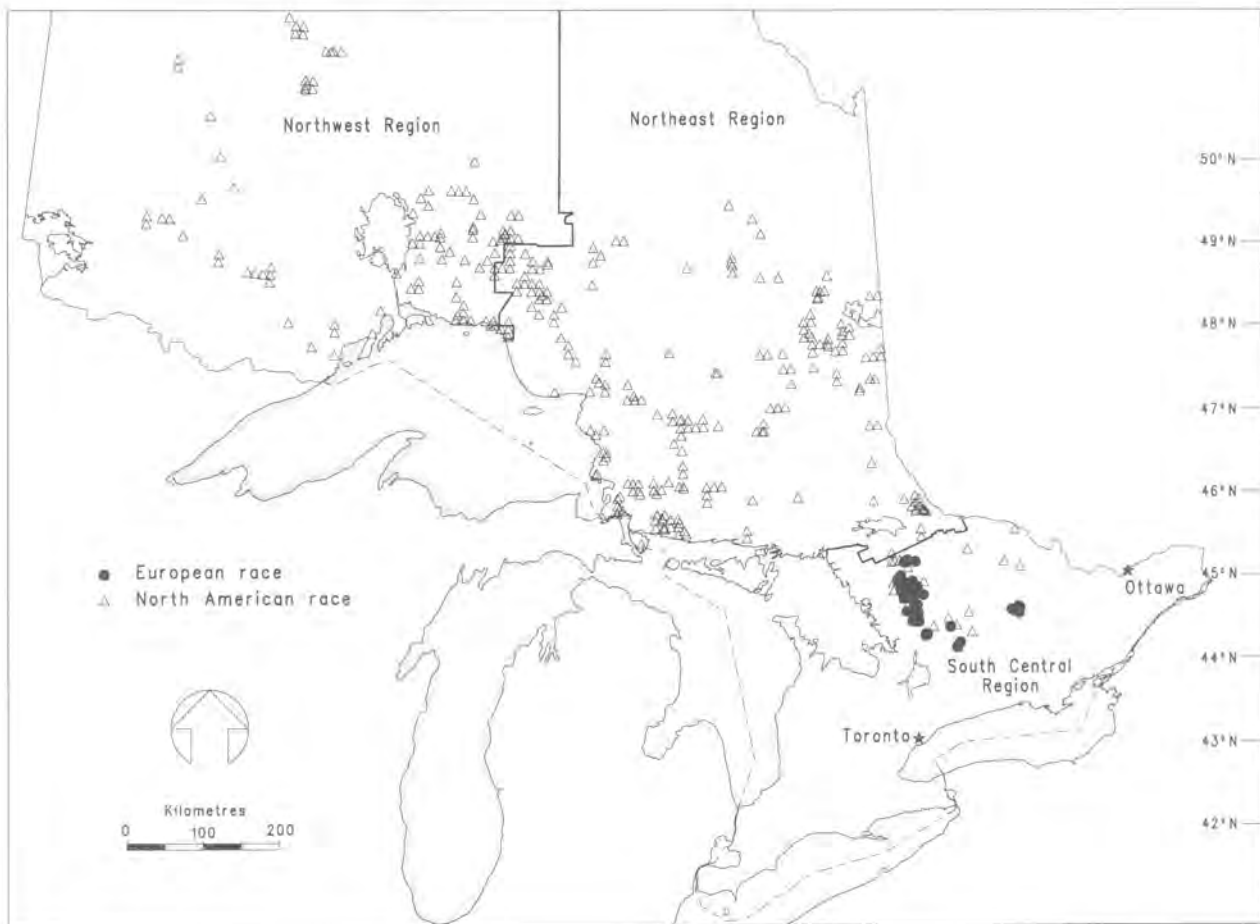 Northwest Region
Northeast Region
50°N
49°N
48°N
47°N
46°N
45°N
44°N
43°N
42°N
European race
North American race
Ottawa
South Central
Region
Toronto
Kilometres
0 100 200